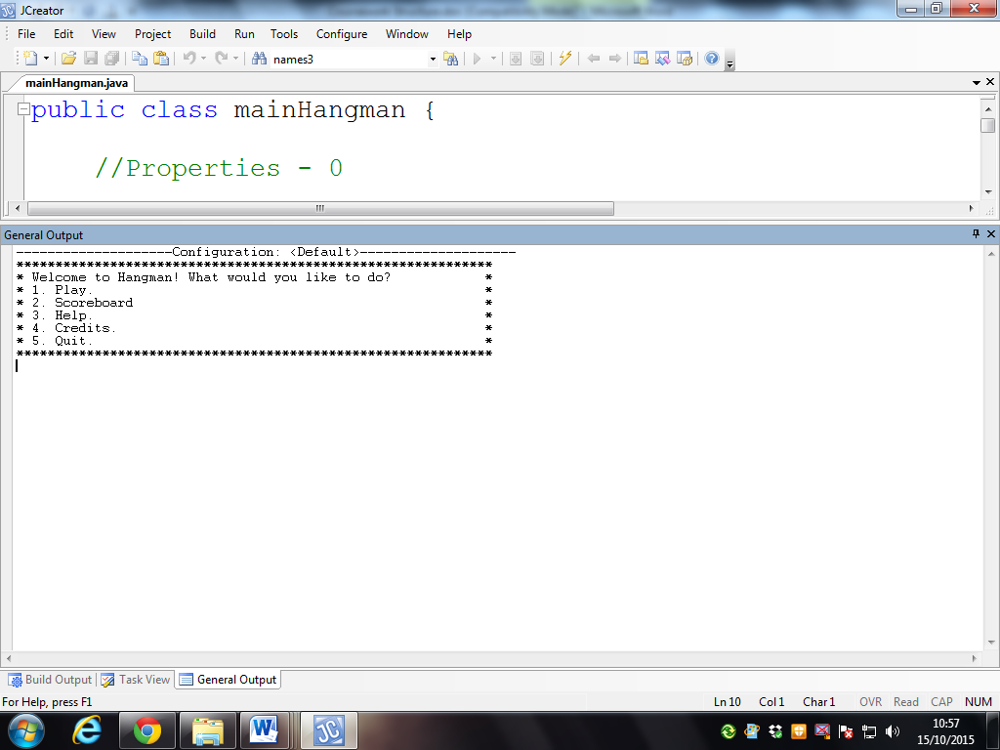 JCreator
File Edit View Project Build Run Tools Configure Window Help
names3
mainHangman.java
public class mainHangman {
//Properties - 0
General Output
--------------------Configuration: <Default>--------------------
*************************************************************
* Welcome to Hangman! What would you like to do?            *
* 1. Play.                                                  *
* 2. Scoreboard                                             *
* 3. Help.                                                  *
* 4. Credits.                                               *
* 5. Quit.                                                  *
*************************************************************
Build Output Task View General Output
For Help, press F1 Ln 10 Col 1 Char 1 OVR Read CAP NUM
JC 10:57
15/10/2015